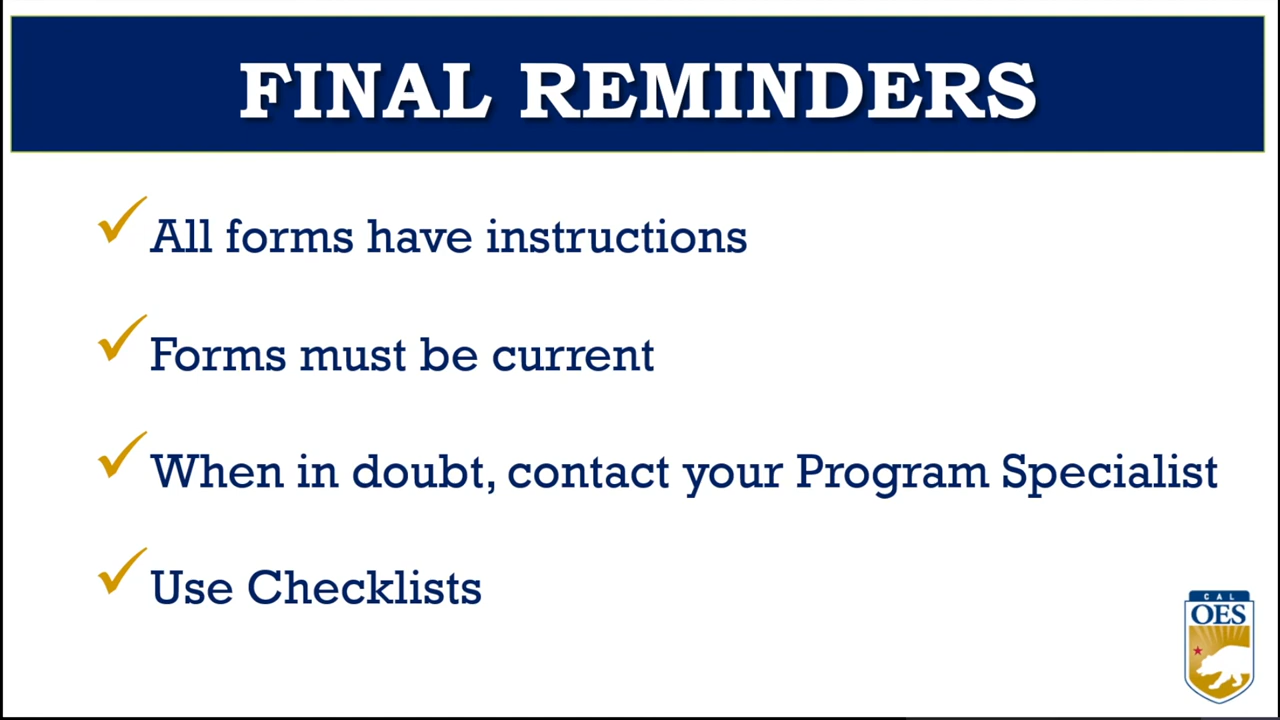 FINAL REMINDERS
All forms have instructions
Forms must be current
When in doubt, contact your Program Specialist
Use Checklists
CAL
OES